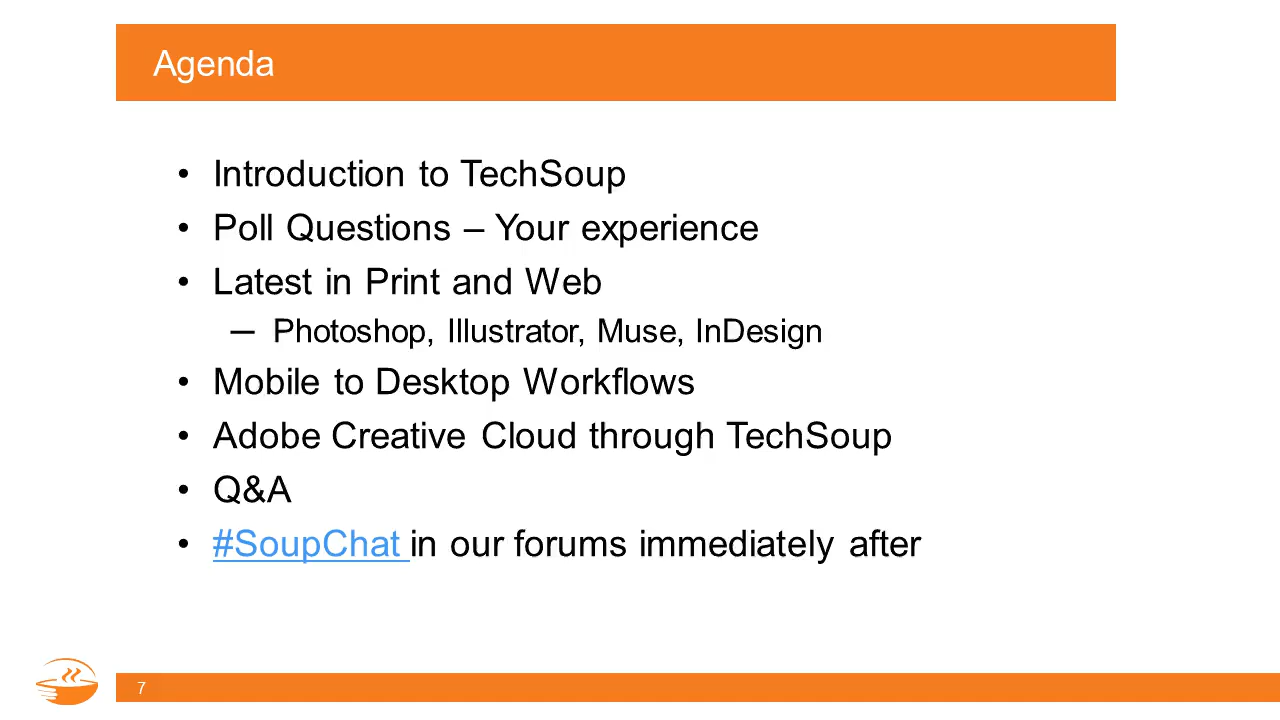 Agenda
• Introduction to TechSoup
• Poll Questions – Your experience
• Latest in Print and Web
— Photoshop, Illustrator, Muse, InDesign
• Mobile to Desktop Workflows
• Adobe Creative Cloud through TechSoup
• Q&A
• #SoupChat in our forums immediately after
7